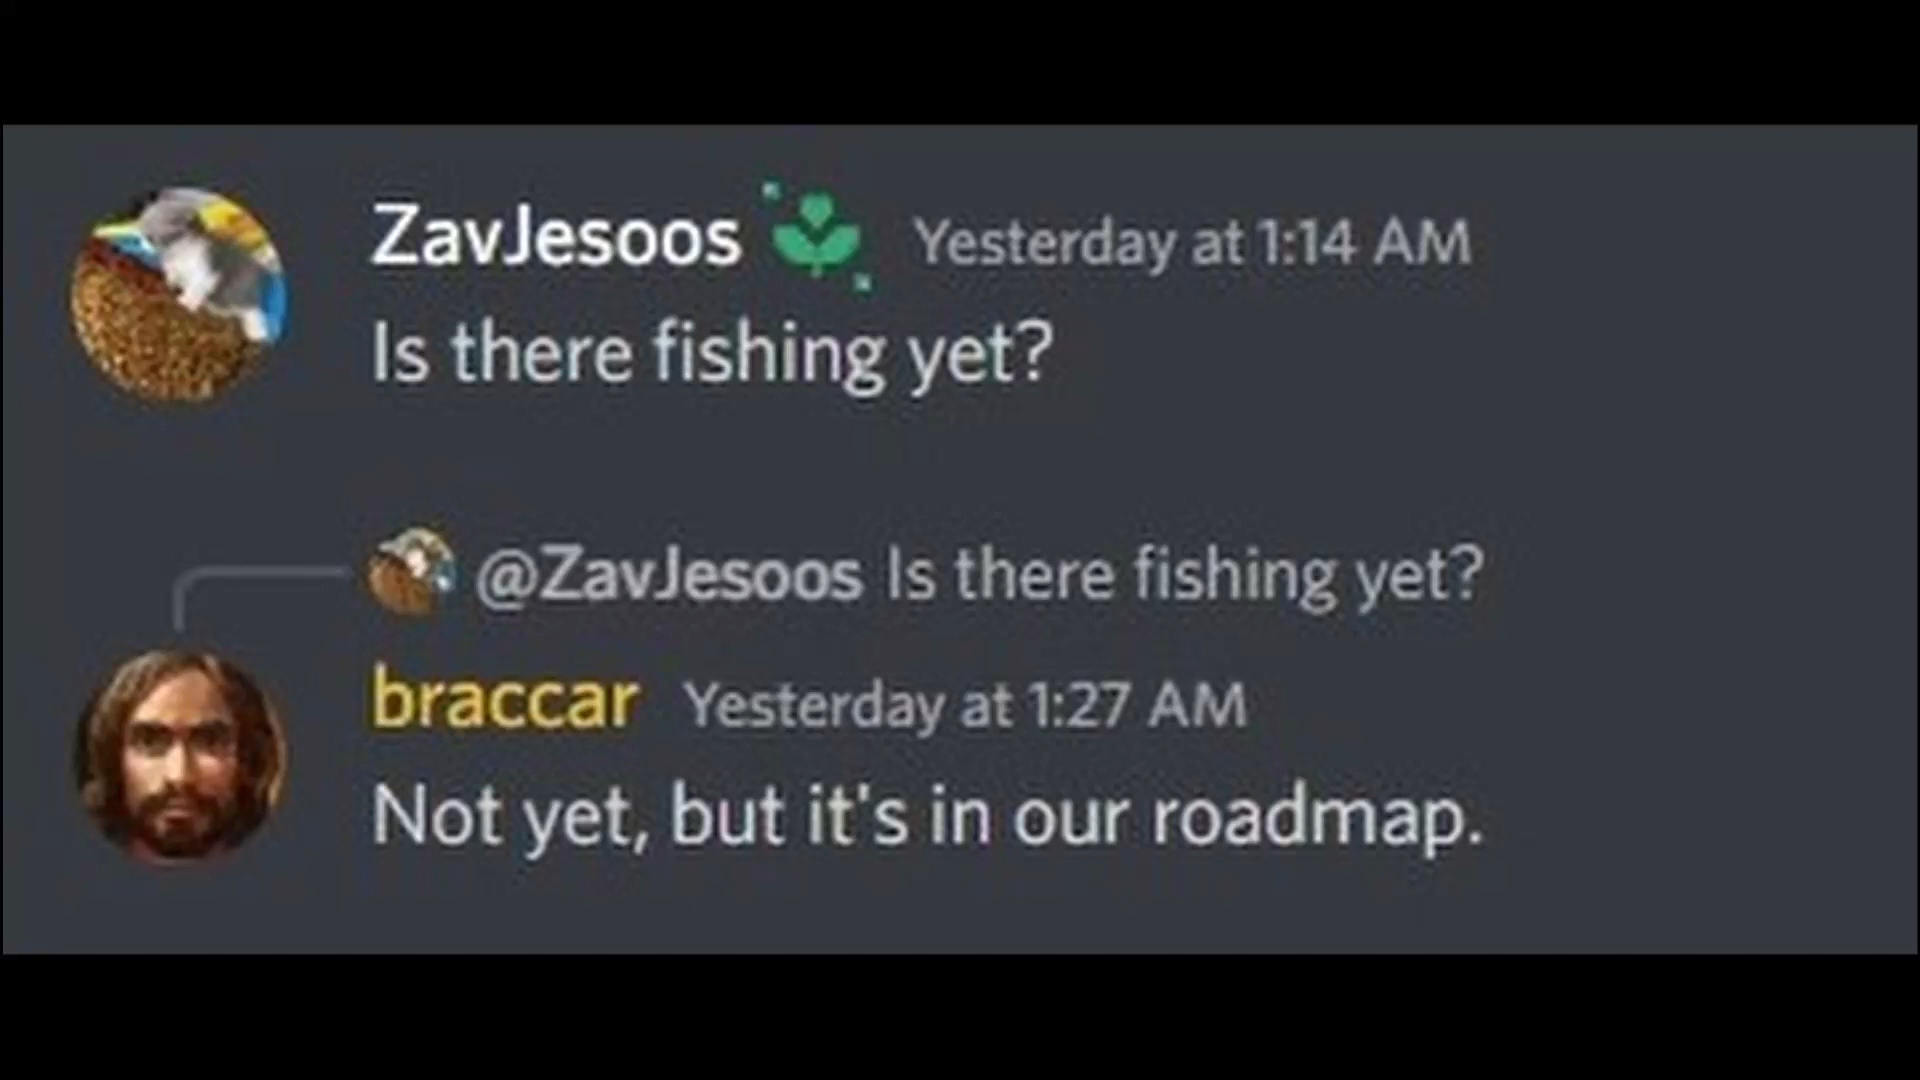 ZavJesoos Yesterday at 1:14 AM
Is there fishing yet?
@ZavJesoos Is there fishing yet?
braccar Yesterday at 1:27 AM
Not yet, but it's in our roadmap.